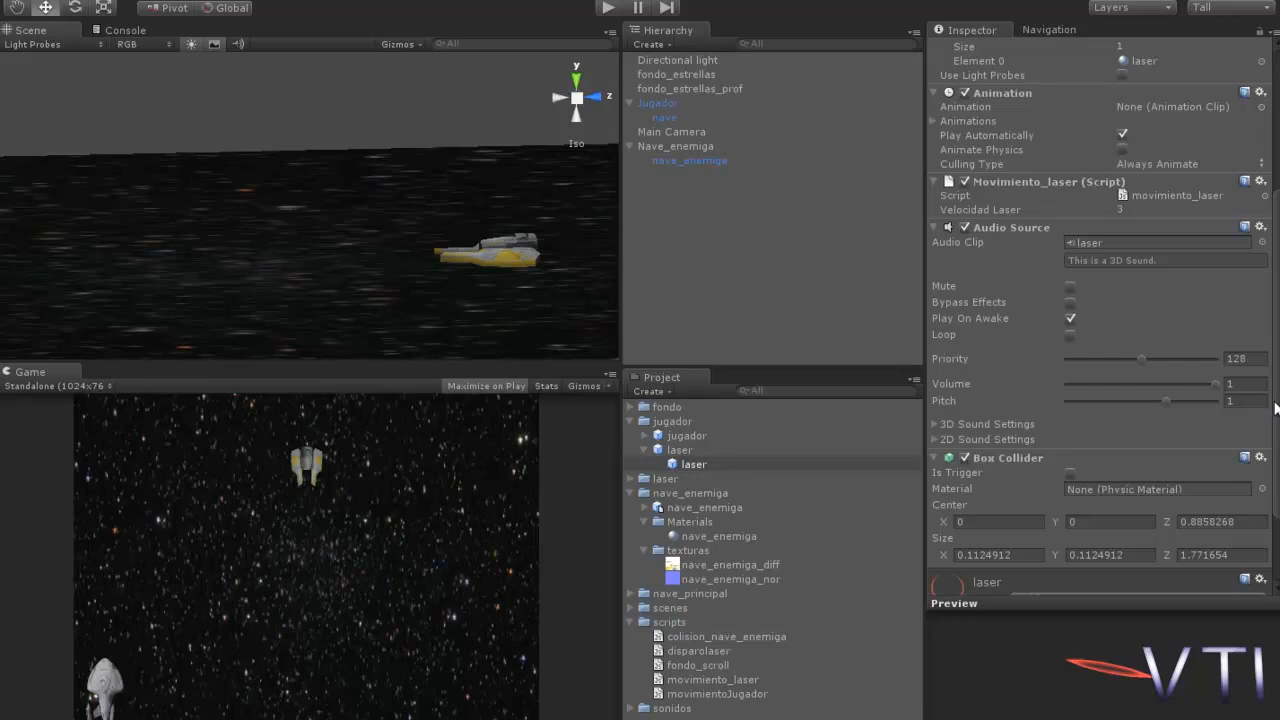 Pivot Global
Layers Tall
Scene Console
Light Probes RGB Gizmos All
y
z
Iso
Game
Standalone (1024x76 Maximize on Play Stats Gizmos
Hierarchy
Create All
Directional light
fondo_estrellas
fondo_estrellas_prof
Jugador
nave
Main Camera
Nave_enemiga
nave_enemiga
Project
Create All
fondo
jugador
jugador
laser
laser
laser
nave_enemiga
nave_enemiga
Materials
nave_enemiga
texturas
nave_enemiga_diff
nave_enemiga_nor
nave_principal
scenes
scripts
colision_nave_enemiga
disparolaser
fondo_scroll
movimiento_laser
movimientoJugador
sonidos
Inspector Navigation
Size 1
Element 0 laser
Use Light Probes
Animation
Animation None (Animation Clip)
Animations
Play Automatically
Animate Physics
Culling Type Always Animate
Movimiento_laser (Script)
Script movimiento_laser
Velocidad Laser 3
Audio Source
Audio Clip laser
This is a 3D Sound.
Mute
Bypass Effects
Play On Awake
Loop
Priority 128
Volume 1
Pitch 1
3D Sound Settings
2D Sound Settings
Box Collider
Is Trigger
Material None (Physic Material)
Center
X 0 Y 0 Z 0.8858268
Size
X 0.1124912 Y 0.1124912 Z 1.771654
laser
Preview
VTI